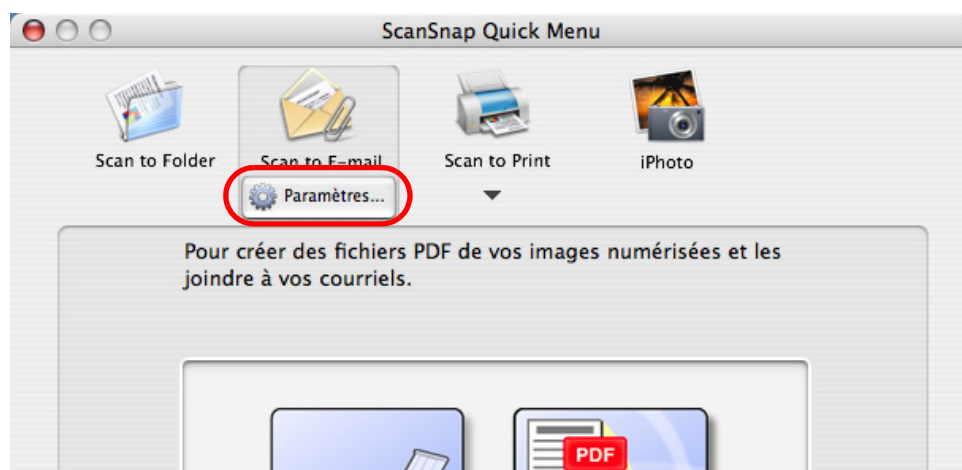 ScanSnap Quick Menu
Scan to Folder
Scan to E-mail
Scan to Print
iPhoto
Paramètres...
Pour créer des fichiers PDF de vos images numérisées et les
joindre à vos courriels.
PDF